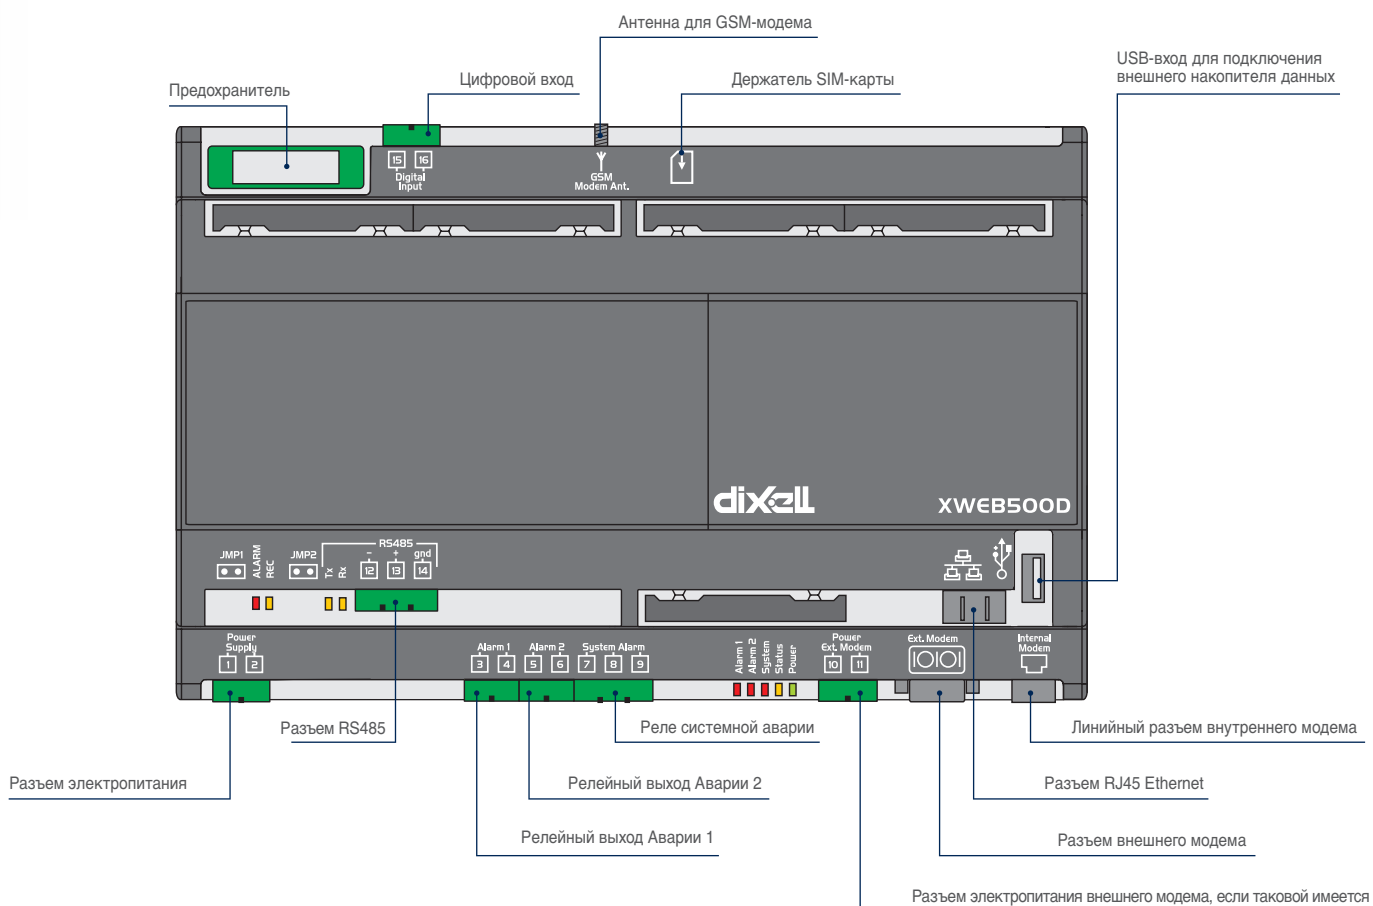 Антенна для GSM-модема
USB-вход для подключения
внешнего накопителя данных
Цифровой вход
Держатель SIM-карты
Предохранитель
15 16
Digital
Input
GSM
Modem Ant.
dixell
XWEB500D
RS485
JMP1
ALARM
REC
JMP2
Tx
Rx
- + gnd
12 13 14
Power
Supply
1 2
Alarm 1
3 4
Alarm 2
5 6
System Alarm
7 8 9
Alarm 1
Alarm 2
System
Status
Power
Power
Ext. Modem
10 11
Ext. Modem
IOIOI
Internal
Modem
Разъем RS485
Реле системной аварии
Линейный разъем внутреннего модема
Разъем электропитания
Релейный выход Аварии 2
Разъем RJ45 Ethernet
Релейный выход Аварии 1
Разъем внешнего модема
Разъем электропитания внешнего модема, если таковой имеется